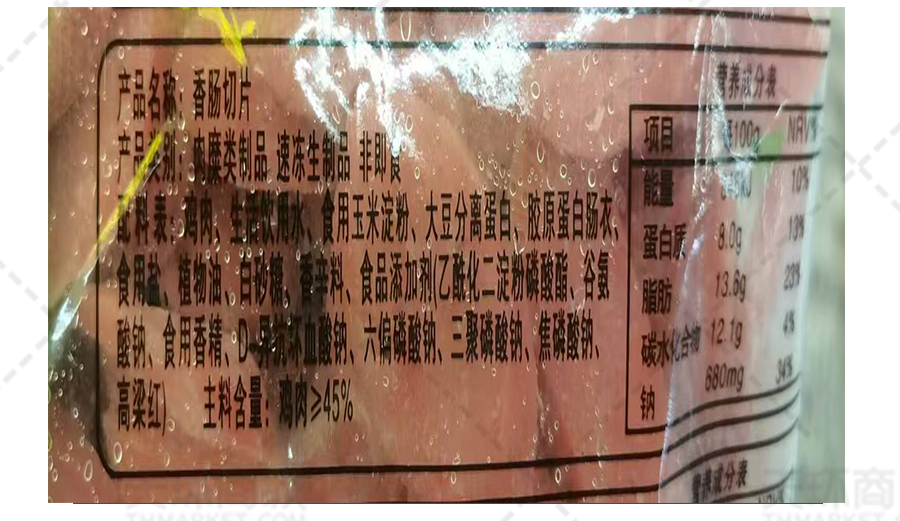 产品名称：香肠切片
产品类别：肉糜类制品 速冻生制品 非即食
料表：鸡肉、生活饮用水、食用玉米淀粉、大豆分离蛋白、胶原蛋白肠衣、
食用盐、植物油、白砂糖、香辛料、食品添加剂(乙酰化二淀粉磷酸酯、谷氨
酸钠、食用香精、D-异抗坏血酸钠、六偏磷酸钠、三聚磷酸钠、焦磷酸钠、
高粱红) 主料含量：鸡肉≥45%
营养成分表
项目 100g NRV%
能量 10%
蛋白质 8.0g 13%
脂肪 13.6g 23%
碳水化合物 12.1g 4%
钠 680mg 34%
营养成分表